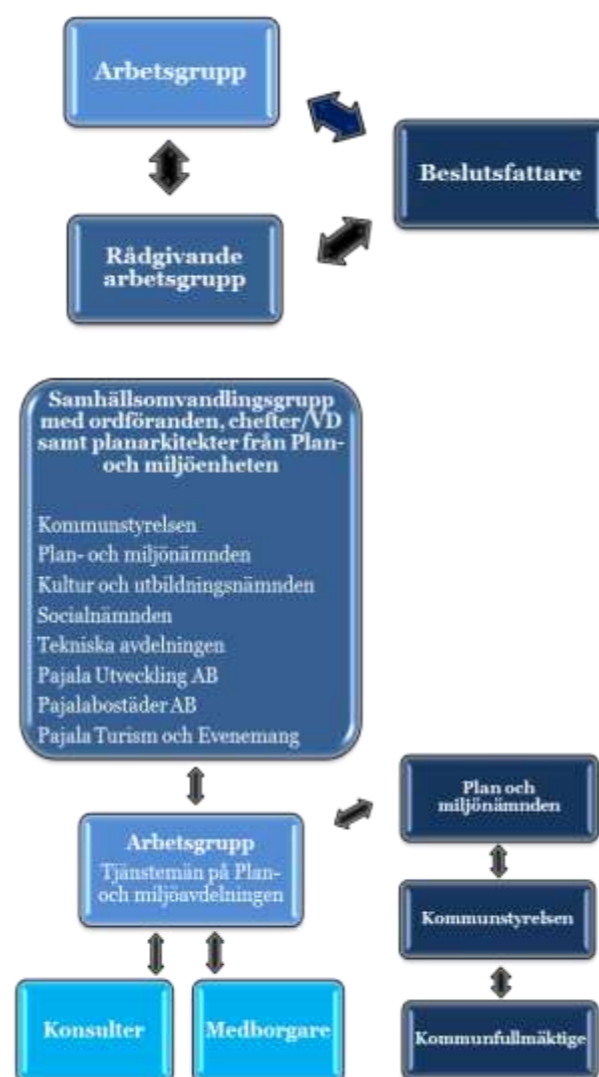 Arbetsgrupp
Beslutsfattare
Rådgivande
arbetsgrupp
Samhällsomvandlingsgrupp
med ordföranden, chefter/VD
samt planarkitekter från Plan-
och miljöenheten
Kommunstyrelsen
Plan- och miljönämnden
Kultur och utbildningsnämnden
Socialnämnden
Tekniska avdelningen
Pajala Utveckling AB
Pajalabostäder AB
Pajala Turism och Evenemang
Arbetsgrupp
Tjänstemän på Plan-
och miljöavdelningen
Plan och
miljönämnden
Kommunstyrelsen
Kommunfullmäktige
Konsulter
Medborgare